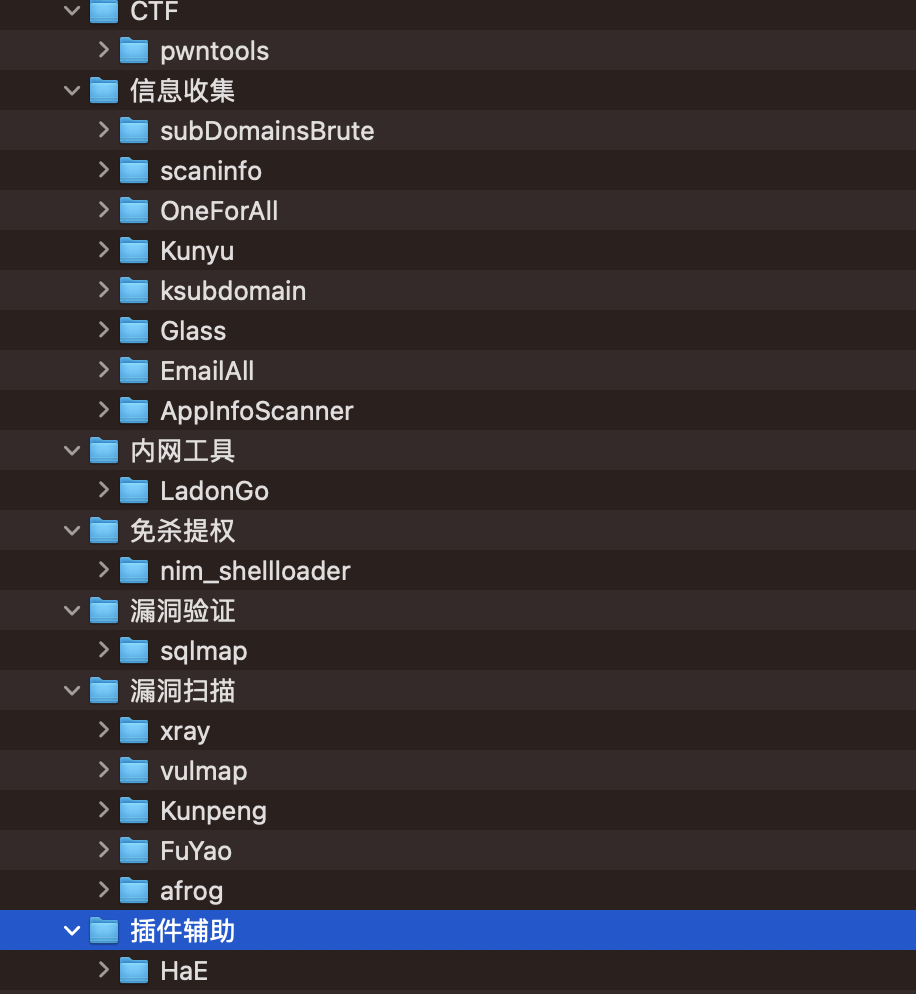 CTF
pwntools
信息收集
subDomainsBrute
scaninfo
OneForAll
Kunyu
ksubdomain
Glass
EmailAll
AppInfoScanner
内网工具
LadonGo
免杀提权
nim_shellloader
漏洞验证
sqlmap
漏洞扫描
xray
vulmap
Kunpeng
FuYao
afrog
插件辅助
HaE